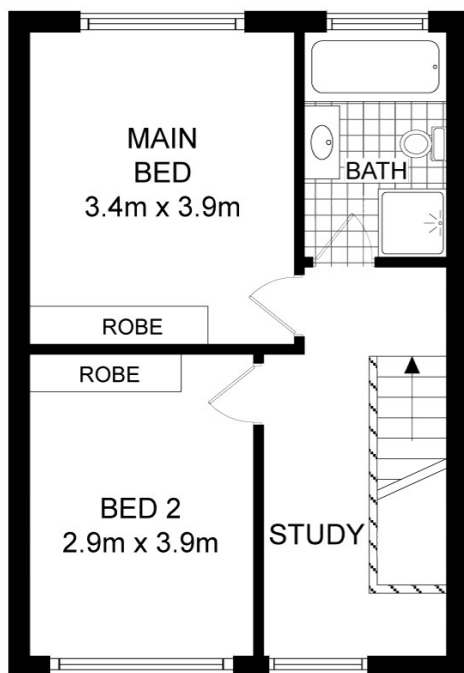 MAIN
BED
3.4m x 3.9m
BATH
ROBE
ROBE
BED 2
2.9m x 3.9m
STUDY